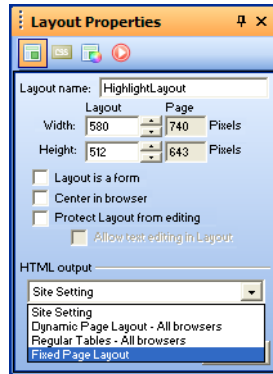 Layout Properties
Layout name: HighlightLayout
Layout Page
Width: 580 740 Pixels
Height: 512 643 Pixels
Layout is a form
Center in browser
Protect Layout from editing
Allow text editing in Layout
HTML output
Site Setting
Site Setting
Dynamic Page Layout - All browsers
Regular Tables - All browsers
Fixed Page Layout